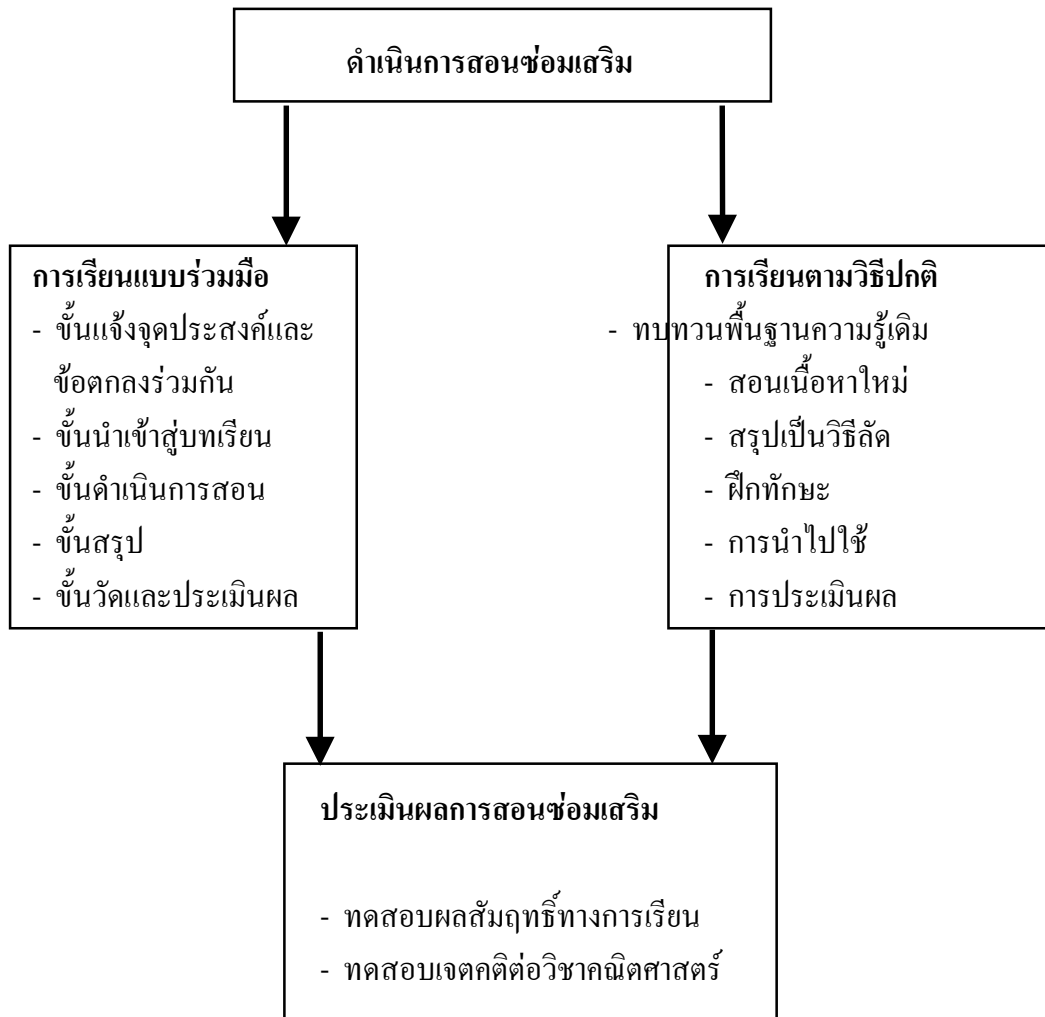 ดำเนินการสอนซ่อมเสริม
การเรียนแบบร่วมมือ
- ขั้นแจ้งจุดประสงค์และ
ข้อตกลงร่วมกัน
- ขั้นนำเข้าสู่บทเรียน
- ขั้นดำเนินการสอน
- ขั้นสรุป
- ขั้นวัดและประเมินผล
การเรียนตามวิธีปกติ
- ทบทวนพื้นฐานความรู้เดิม
- สอนเนื้อหาใหม่
- สรุปเป็นวิธีลัด
- ฝึกทักษะ
- การนำไปใช้
- การประเมินผล
ประเมินผลการสอนซ่อมเสริม
- ทดสอบผลสัมฤทธิ์ทางการเรียน
- ทดสอบเจตคติต่อวิชาคณิตศาสตร์